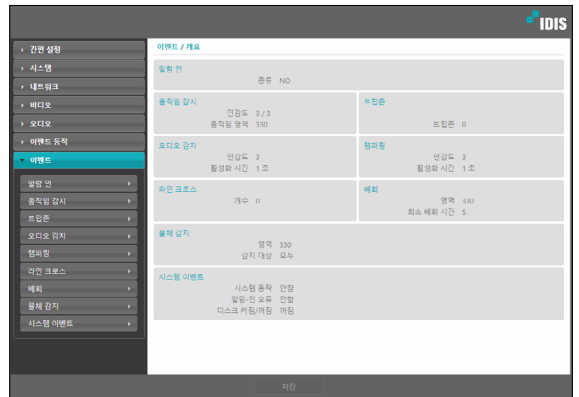 IDIS
간편 설정
시스템
네트워크
비디오
오디오
이벤트 동작
이벤트
알람 인
움직임 감시
트립존
오디오 감지
탬퍼링
라인 크로스
배회
물체 감지
시스템 이벤트
이벤트 / 개요
알람 인
종류 NO
움직임 감시
민감도 3 / 3
움직임 영역 330
트립존
트립존 0
오디오 감지
민감도 3
활성화 시간 1 초
탬퍼링
민감도 3
활성화 시간 1 초
라인 크로스
개수 0
배회
영역 330
최소 배회 시간 5
물체 감지
영역 330
감지 대상 모두
시스템 이벤트
시스템 동작 안함
알람-인 오류 안함
디스크 켜짐/꺼짐 꺼짐
저장